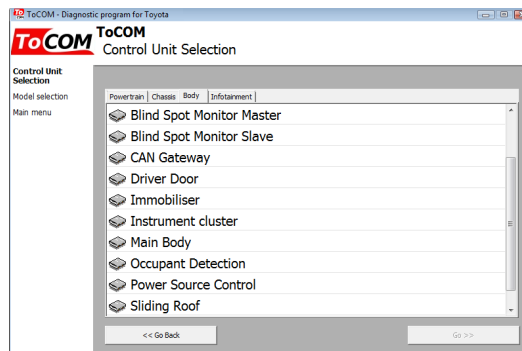 ToCOM - Diagnostic program for Toyota
ToCOM
ToCOM
Control Unit Selection
Control Unit
Selection
Model selection
Main menu
Powertrain Chassis Body Infotainment
Blind Spot Monitor Master
Blind Spot Monitor Slave
CAN Gateway
Driver Door
Immobiliser
Instrument cluster
Main Body
Occupant Detection
Power Source Control
Sliding Roof
<< Go Back
Go >>